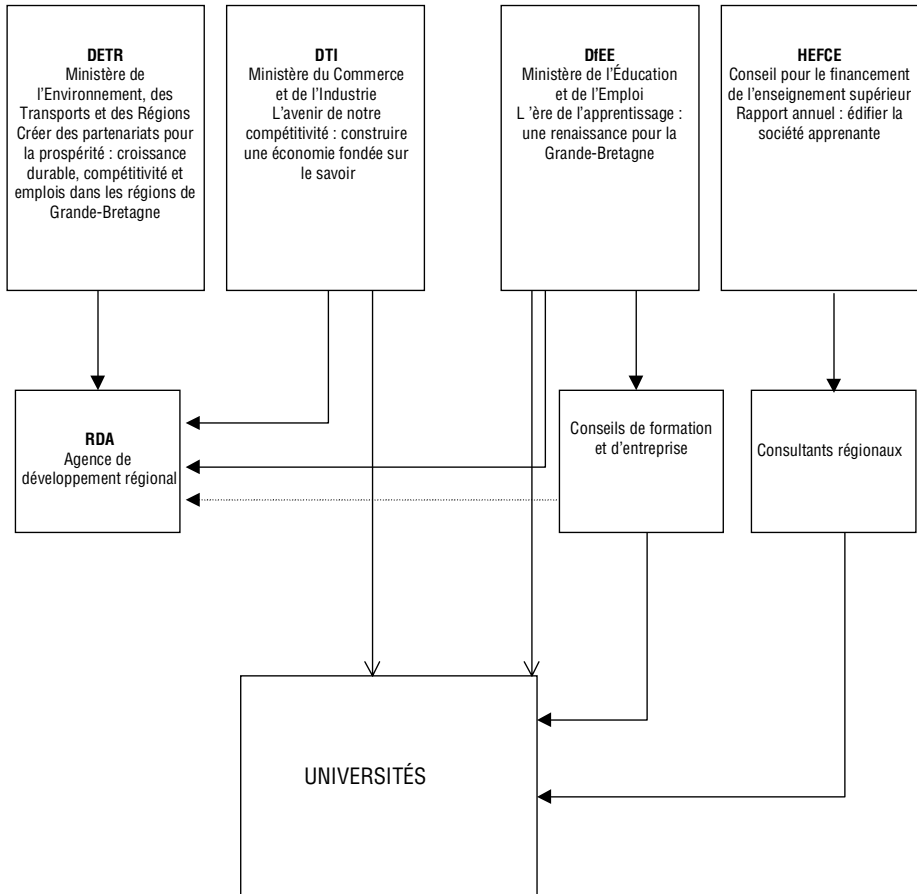 DETR
Ministère de
l'Environnement, des
Transports et des Régions
Créer des partenariats pour
la prospérité : croissance
durable, compétitivité et
emplois dans les régions de
Grande-Bretagne
DTI
Ministère du Commerce
et de l'Industrie
L'avenir de notre
compétitivité : construire
une économie fondée sur
le savoir
DfEE
Ministère de l'Éducation
et de l'Emploi
L 'ère de l'apprentissage :
une renaissance pour la
Grande-Bretagne
HEFCE
Conseil pour le financement
de l'enseignement supérieur
Rapport annuel : édifier la
société apprenante
RDA
Agence de
développement régional
Conseils de formation
et d'entreprise
Consultants régionaux
UNIVERSITÉS